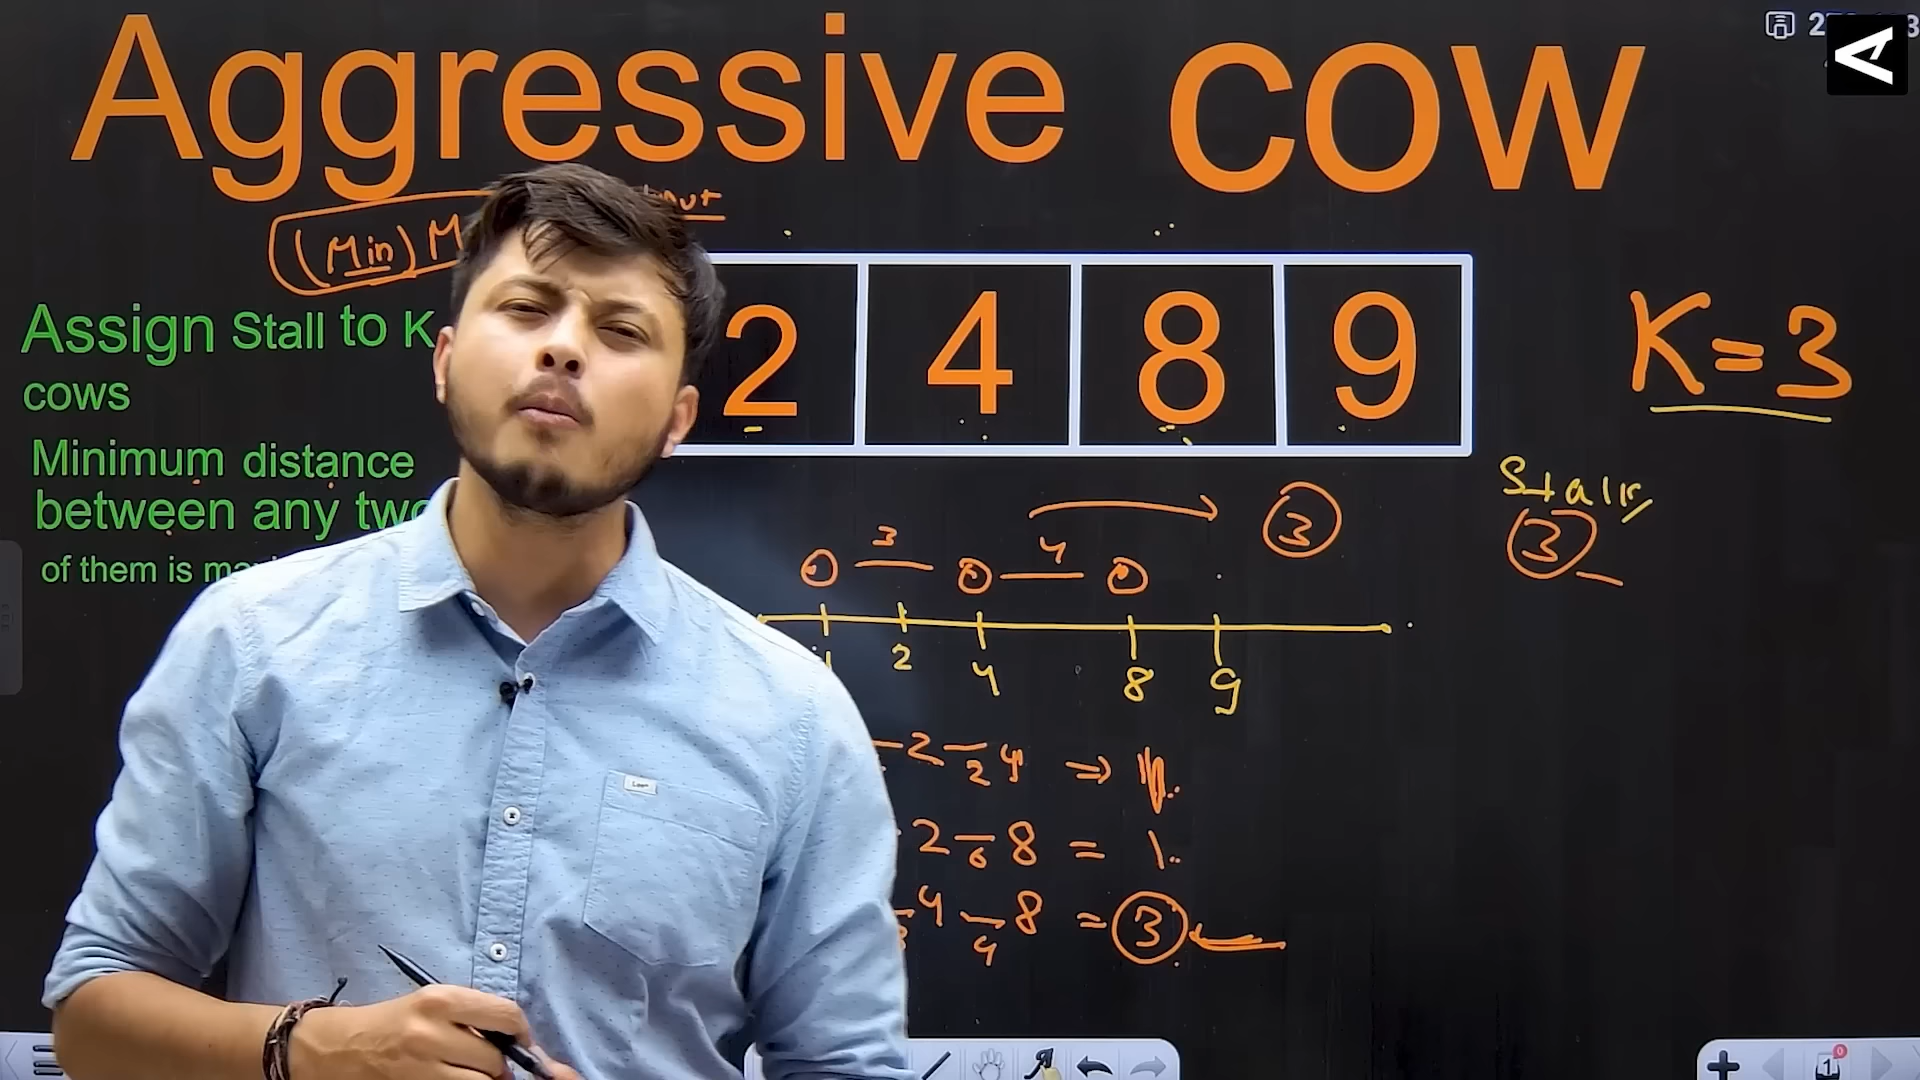 Aggressive cow
(Min)
2 4 8 9
K=3
Assign Stall to K
cows
Minimum distance
between any two
of them is
Stalls
3
3 4 3
2 4 8 9
2 2 4 ⇒
2 6 8 = 1
4 4 8 = 3
1 0